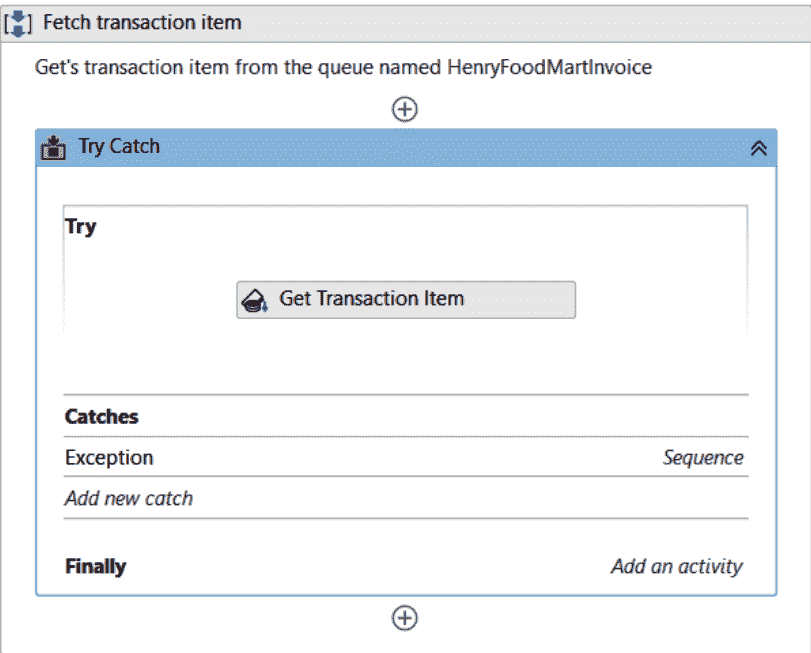 Fetch transaction item
Get's transaction item from the queue named HenryFoodMartInvoice
Try Catch
Try
Get Transaction Item
Catches
Exception Sequence
Add new catch
Finally Add an activity